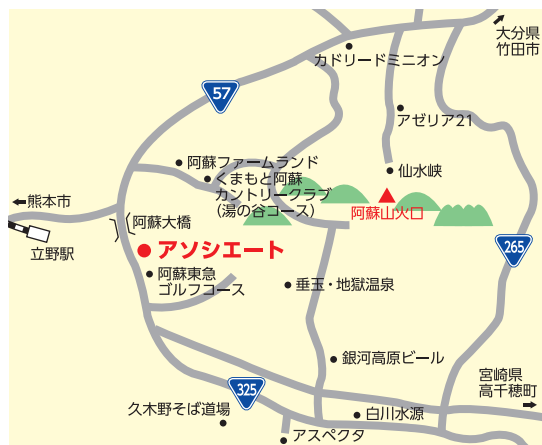 大分県
竹田市
カドリードミニオン
57
アゼリア21
阿蘇ファームランド
くまもと阿蘇
カントリークラブ
(湯の谷コース)
仙水峡
阿蘇山火口
熊本市
阿蘇大橋
立野駅
アソシエート
265
阿蘇東急
ゴルフコース
垂玉・地獄温泉
銀河高原ビール
宮崎県
高千穂町
325
久木野そば道場
白川水源
アスペクタ